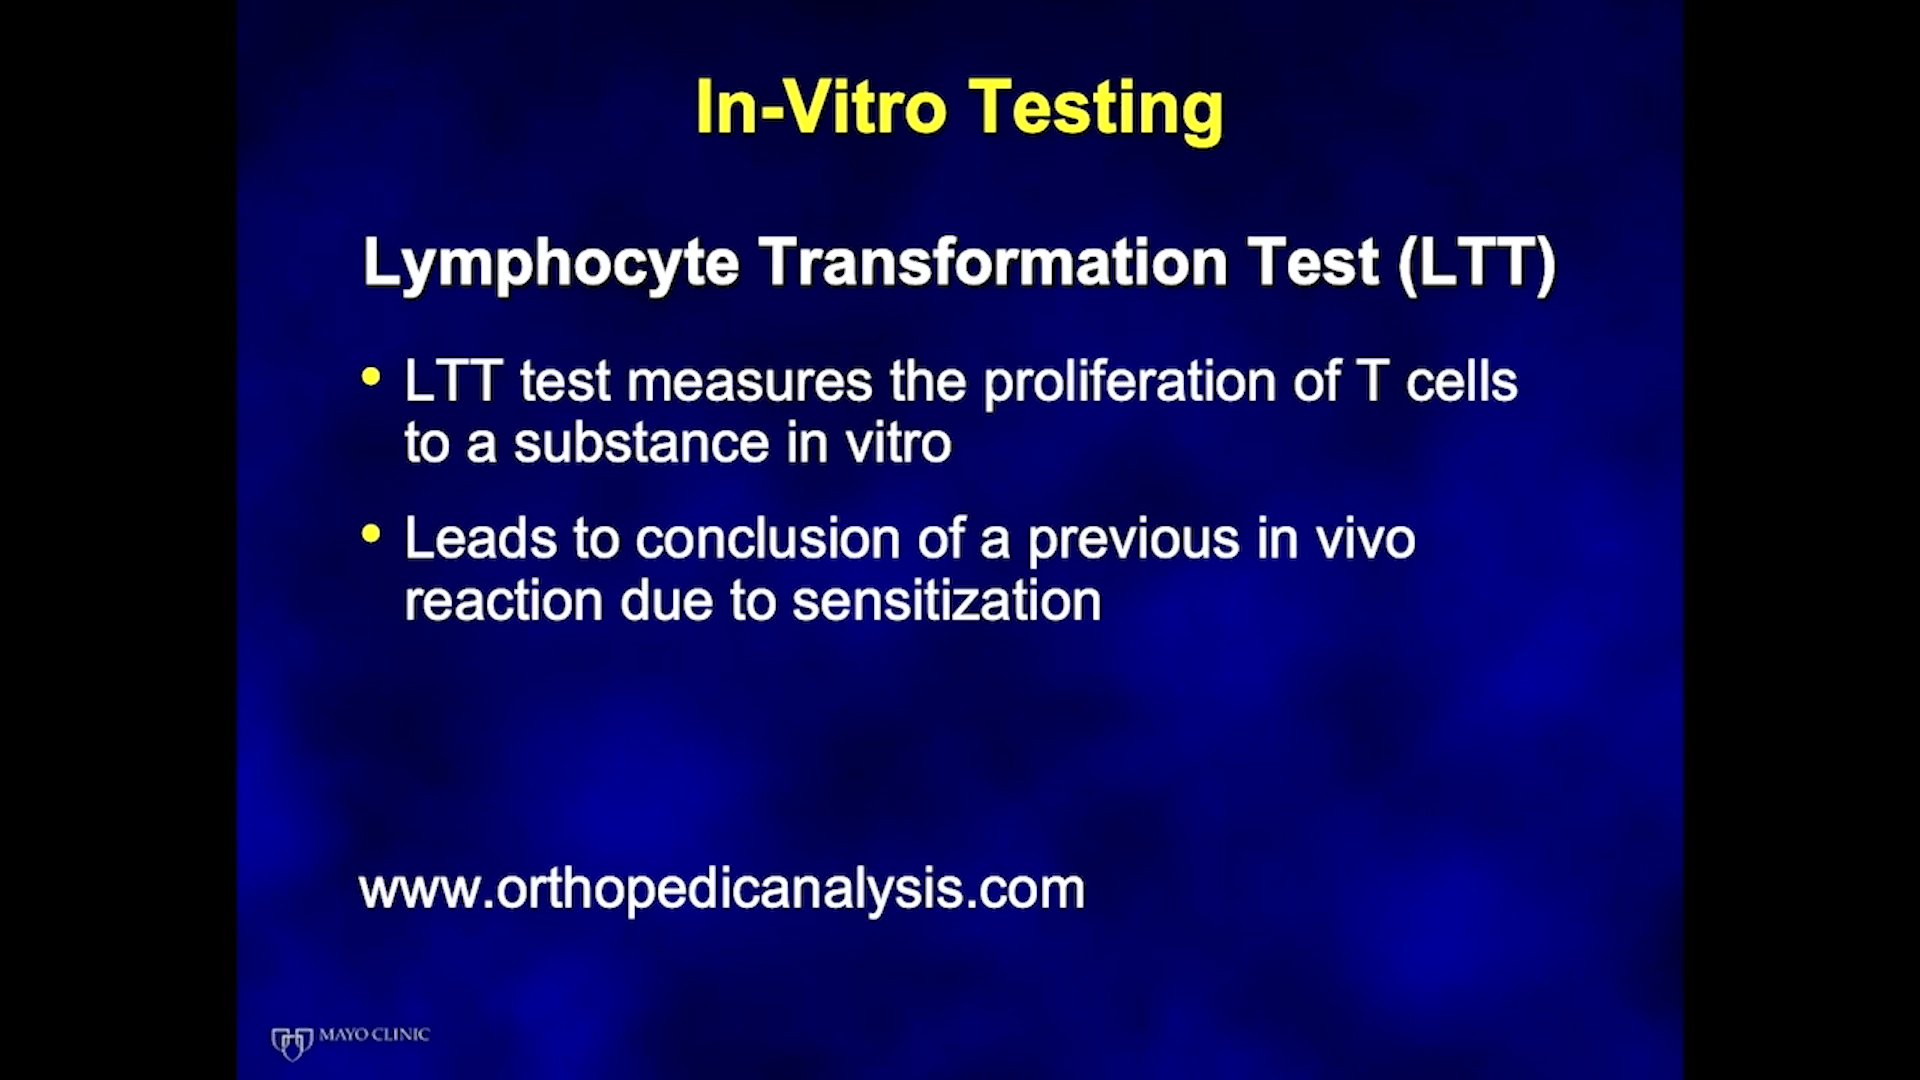 In-Vitro Testing
Lymphocyte Transformation Test (LTT)
• LTT test measures the proliferation of T cells
to a substance in vitro
• Leads to conclusion of a previous in vivo
reaction due to sensitization
www.orthopedicanalysis.com
MAYO CLINIC